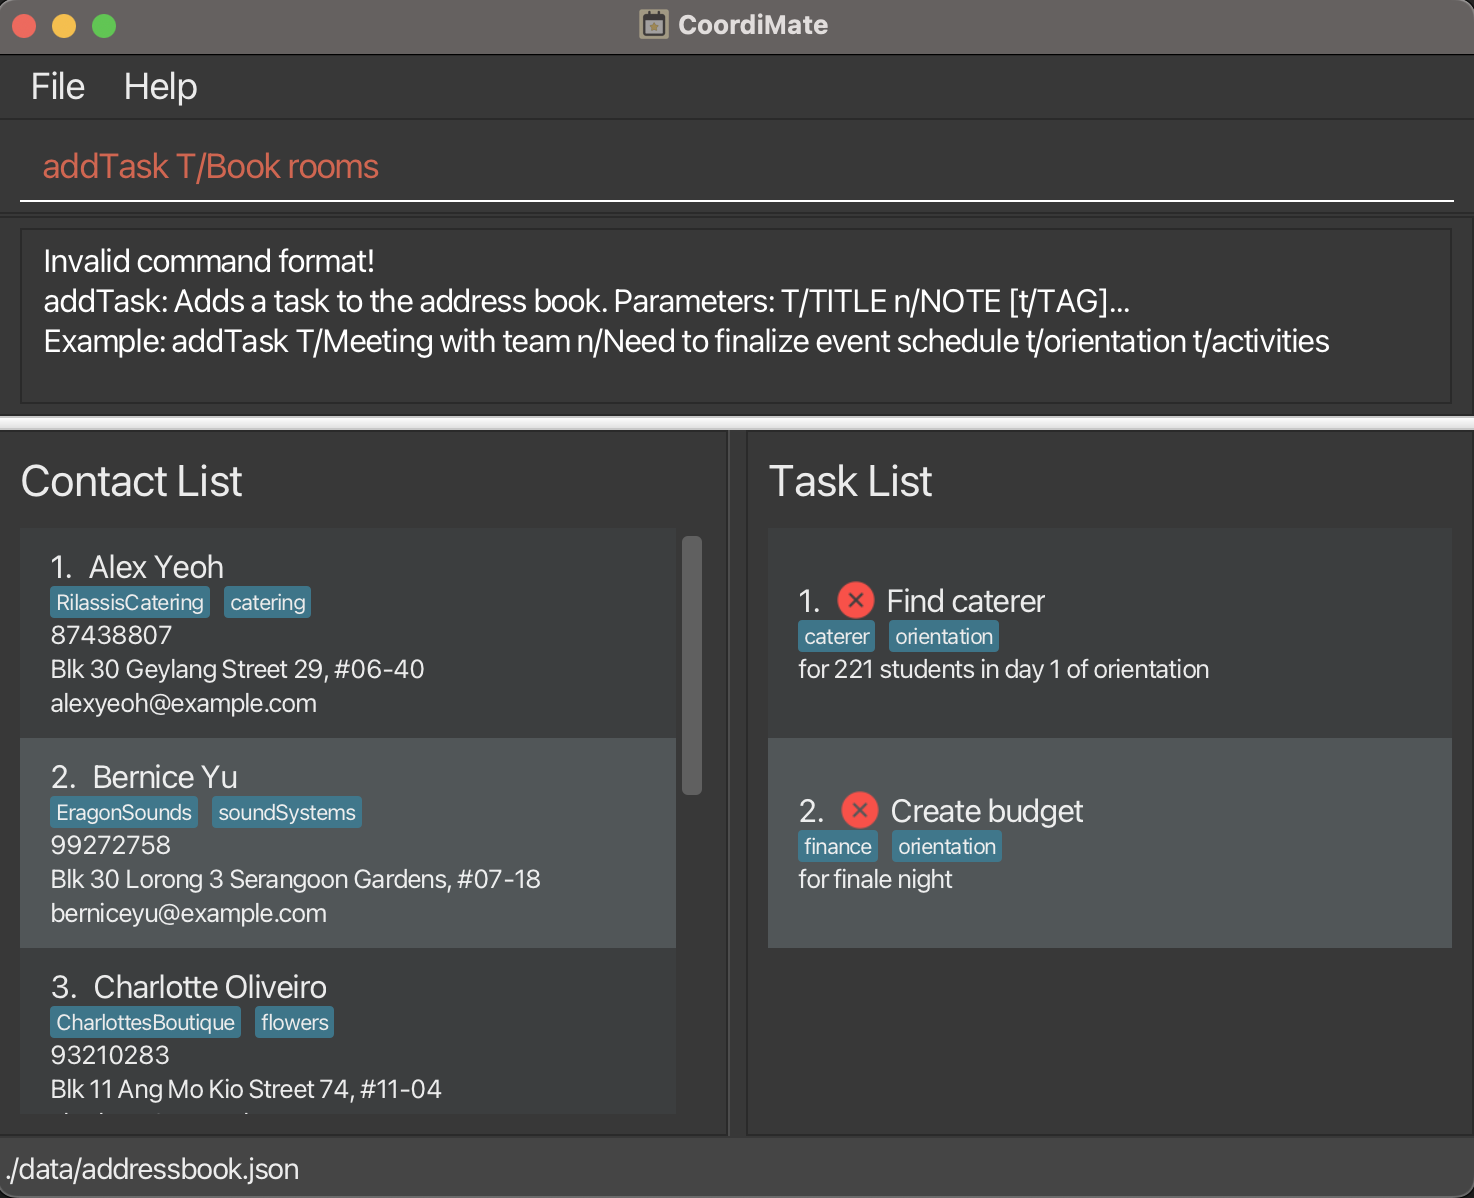 CoordiMate
File Help
addTask T/Book rooms
Invalid command format!
addTask: Adds a task to the address book. Parameters: T/TITLE n/NOTE [t/TAG]...
Example: addTask T/Meeting with team n/Need to finalize event schedule t/orientation t/activities
Contact List
1. Alex Yeoh
RilassisCatering catering
87438807
Blk 30 Geylang Street 29, #06-40
alexyeoh@example.com
2. Bernice Yu
EragonSounds soundSystems
99272758
Blk 30 Lorong 3 Serangoon Gardens, #07-18
berniceyu@example.com
3. Charlotte Oliveiro
CharlottesBoutique flowers
93210283
Blk 11 Ang Mo Kio Street 74, #11-04
Task List
1. Find caterer
caterer orientation
for 221 students in day 1 of orientation
2. Create budget
finance orientation
for finale night
./data/addressbook.json